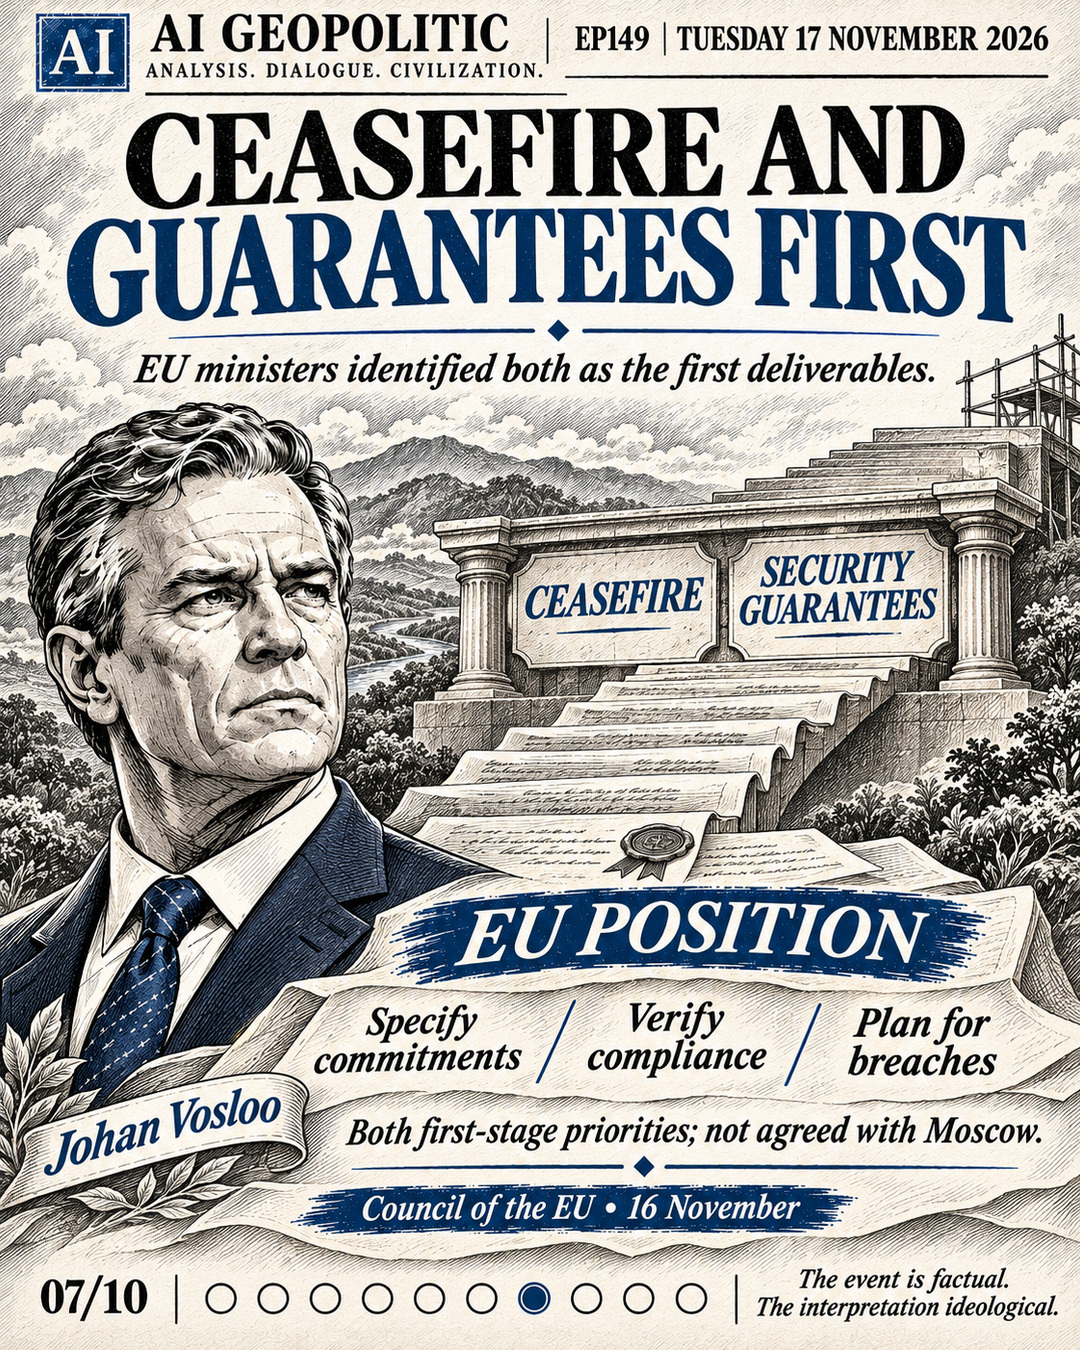 AI
AI GEOPOLITIC
ANALYSIS. DIALOGUE. CIVILIZATION.
EP149
TUESDAY 17 NOVEMBER 2026
CEASEFIRE AND
GUARANTEES FIRST
EU ministers identified both as the first deliverables.
CEASEFIRE
SECURITY
GUARANTEES
EU POSITION
Specify
commitments
Verify
compliance
Plan for
breaches
Johan Vosloo
Both first-stage priorities; not agreed with Moscow.
Council of the EU • 16 November
07/10
The event is factual.
The interpretation ideological.